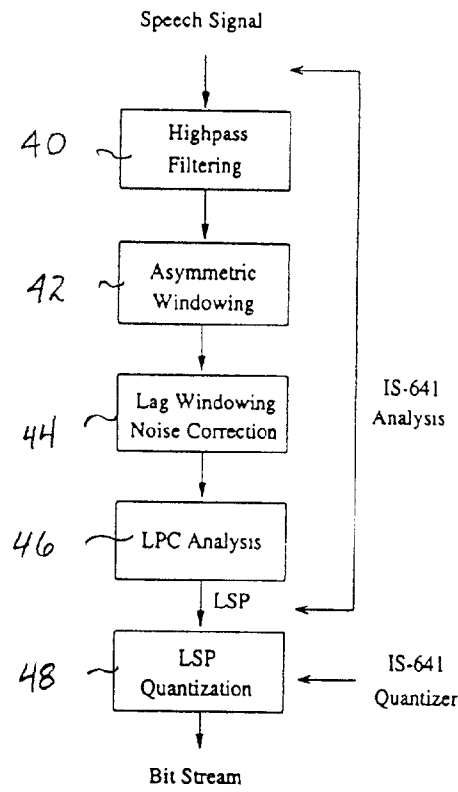 Speech Signal
40
Highpass
Filtering
42
Asymmetric
Windowing
44
Lag Windowing
Noise Correction
IS-641
Analysis
46
LPC Analysis
LSP
48
LSP
Quantization
IS-641
Quantizer
Bit Stream